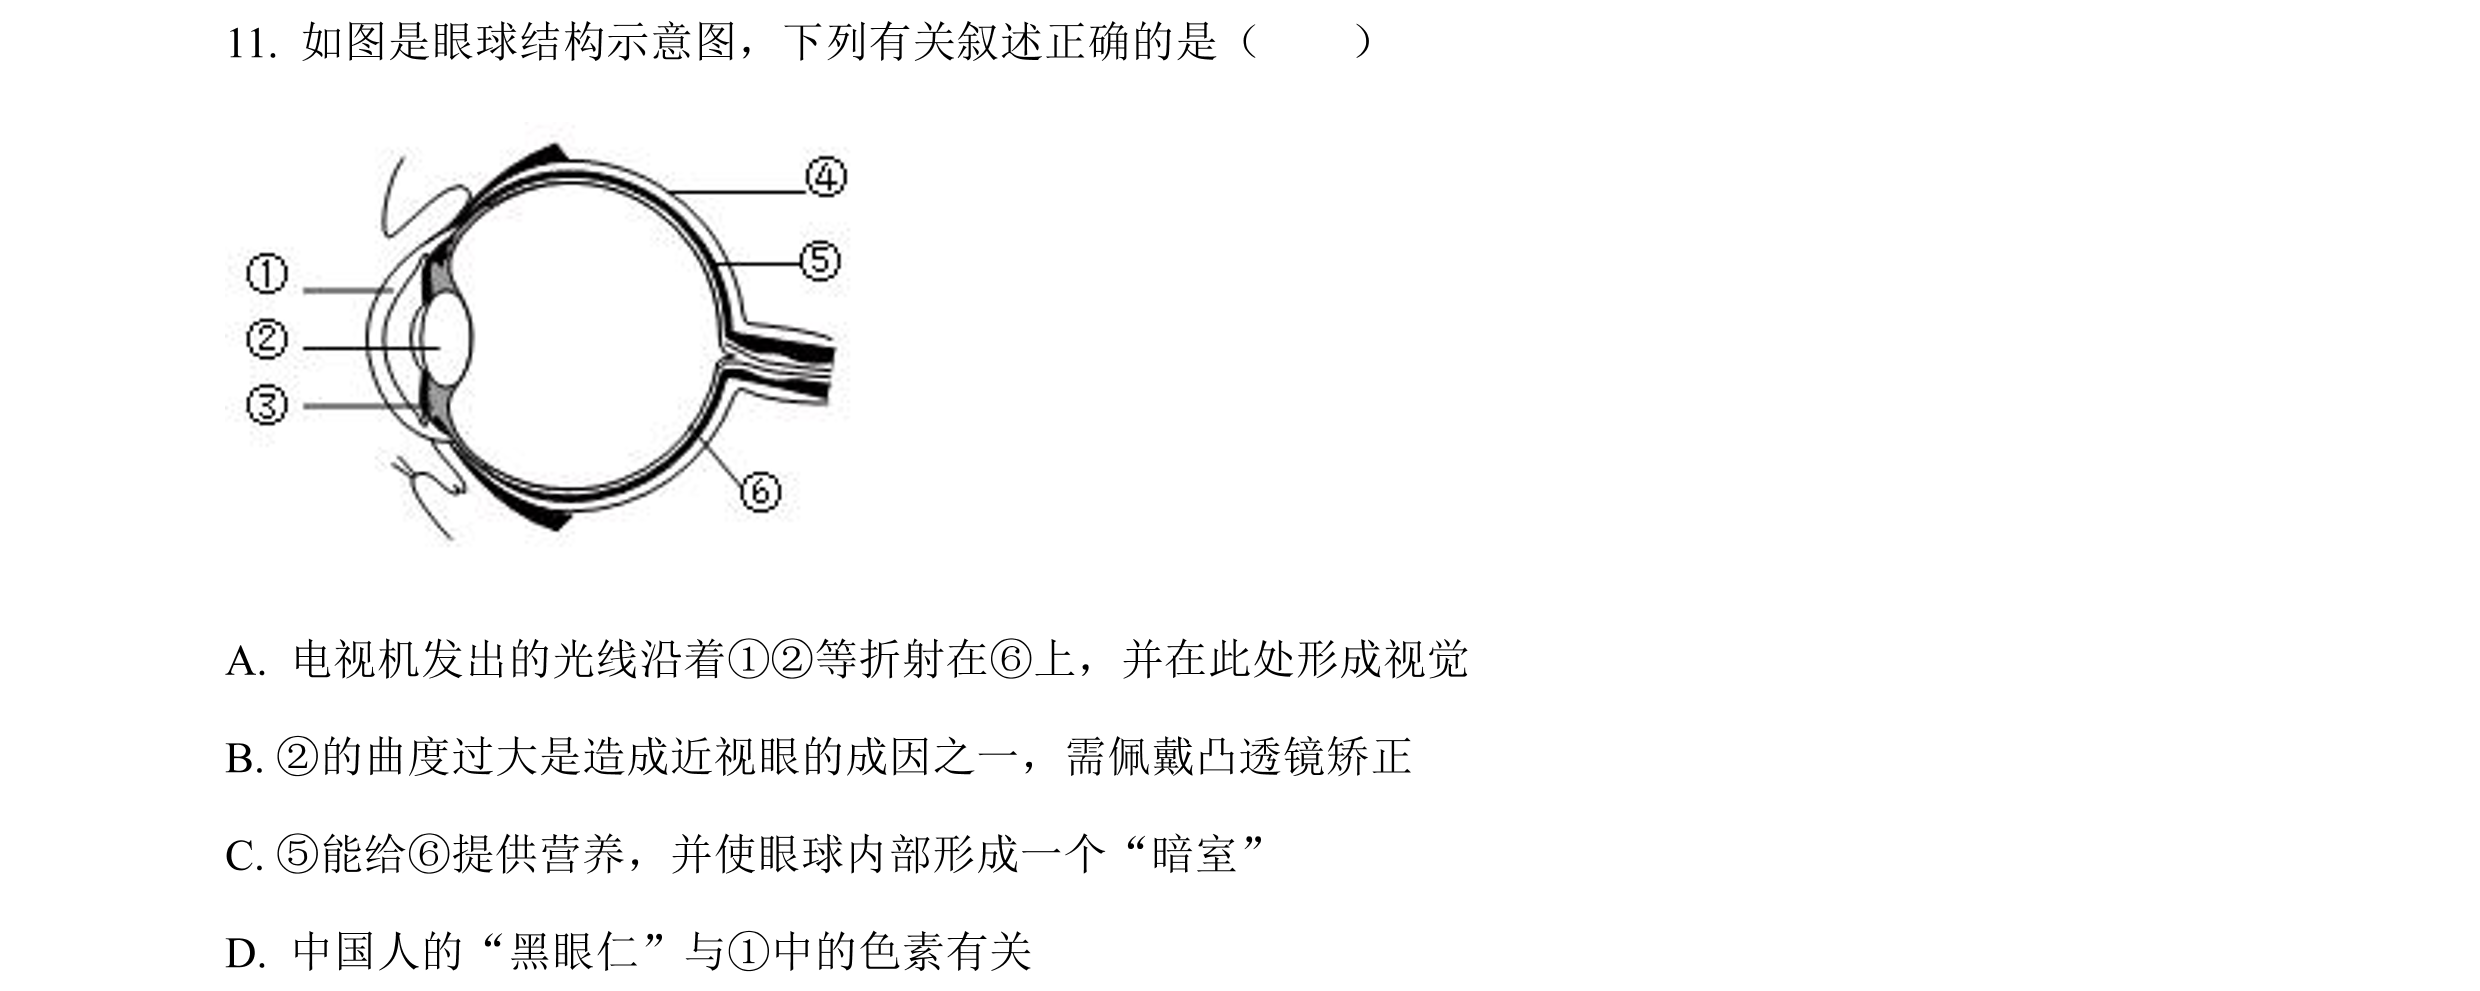 11. 如图是眼球结构示意图，下列有关叙述正确的是（　　）
④
⑤
①
②
③
⑥
A. 电视机发出的光线沿着①②等折射在⑥上，并在此处形成视觉
B. ②的曲度过大是造成近视眼的成因之一，需佩戴凸透镜矫正
C. ⑤能给⑥提供营养，并使眼球内部形成一个“暗室”
D. 中国人的“黑眼仁”与①中的色素有关